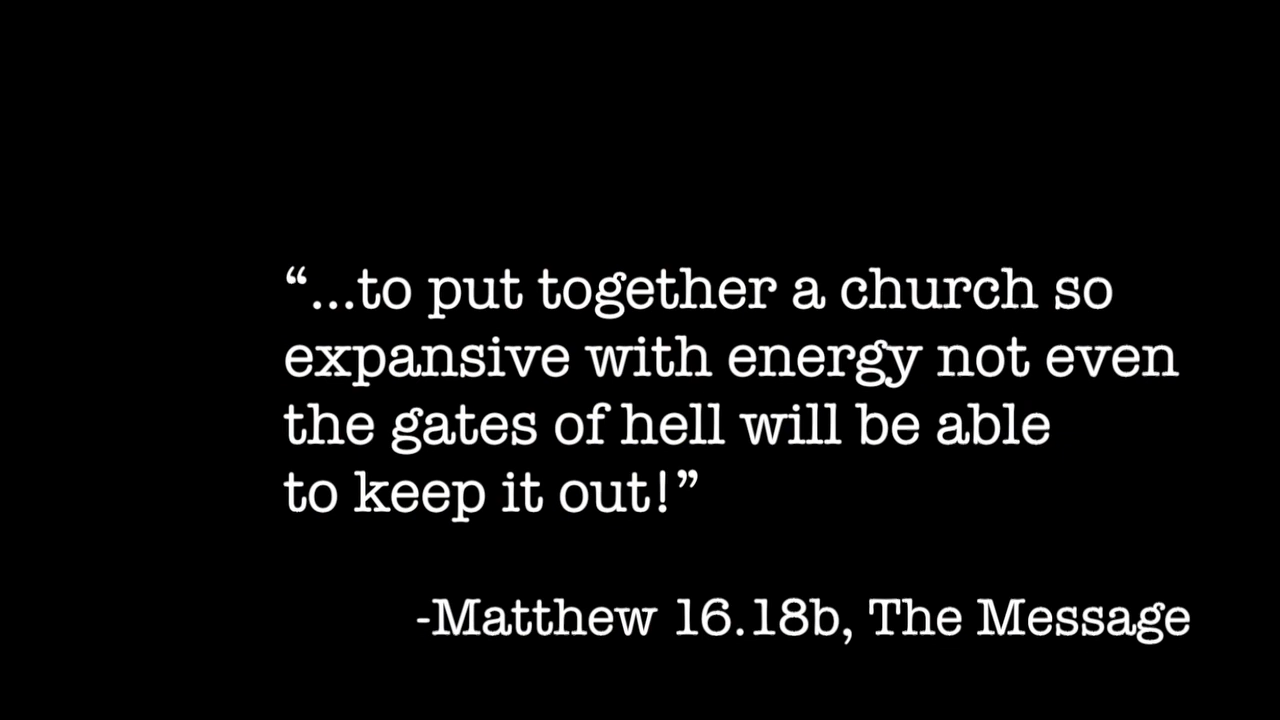 “...to put together a church so
expansive with energy not even
the gates of hell will be able
to keep it out!”
-Matthew 16.18b, The Message